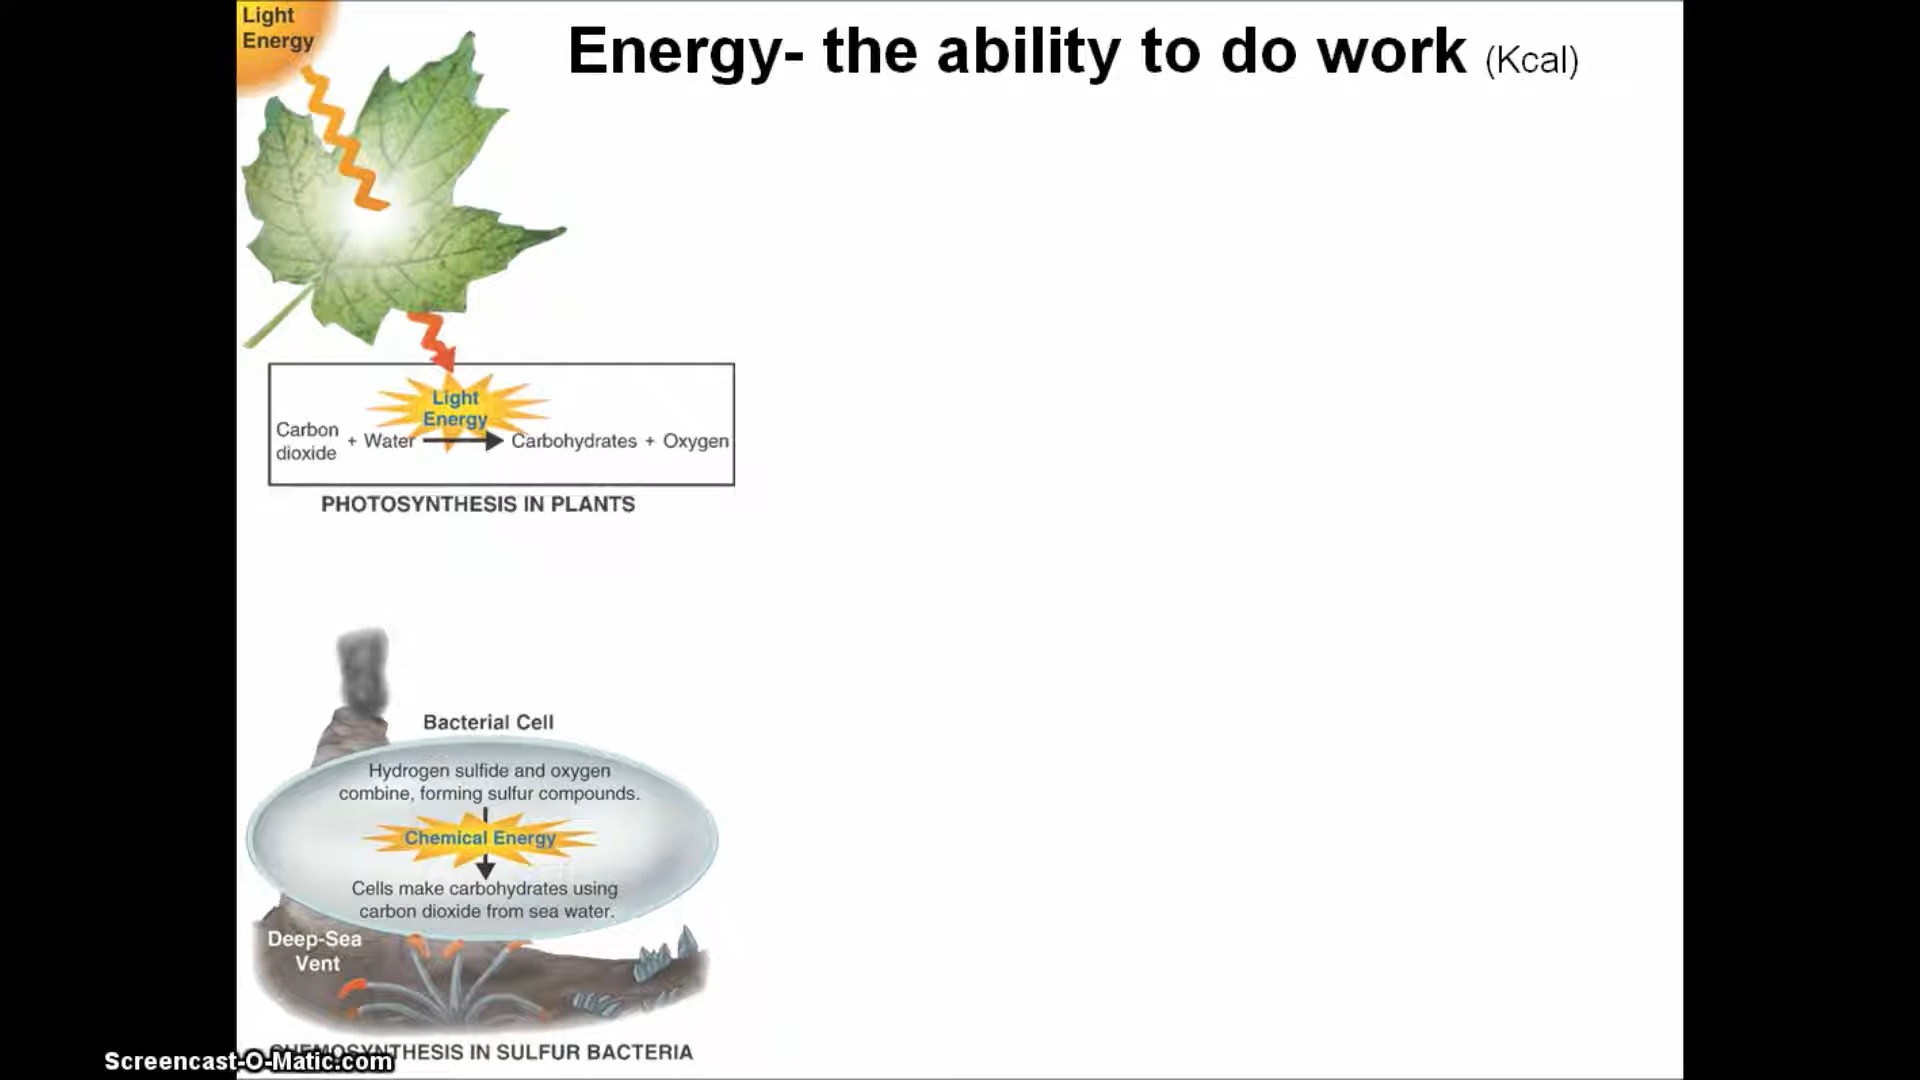 Light
Energy
Energy- the ability to do work (Kcal)
Light
Energy
Carbon
dioxide
+ Water
Carbohydrates + Oxygen
PHOTOSYNTHESIS IN PLANTS
Bacterial Cell
Hydrogen sulfide and oxygen
combine, forming sulfur compounds.
Chemical Energy
Cells make carbohydrates using
carbon dioxide from sea water.
Deep-Sea
Vent
CHEMOSYNTHESIS IN SULFUR BACTERIA
Screencast-O-Matic.com